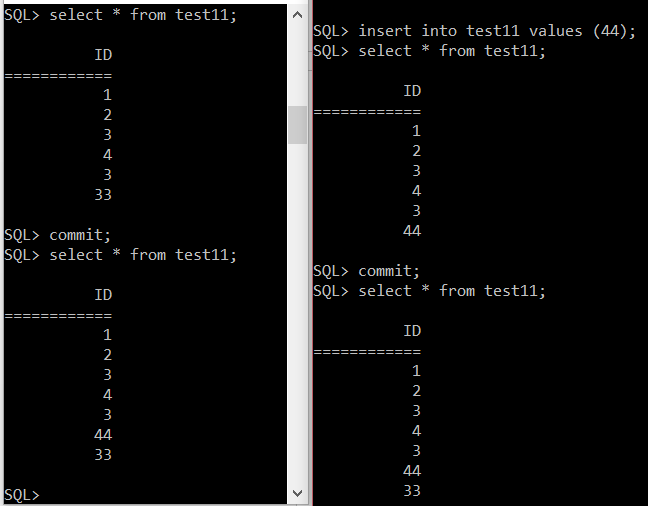 SQL> select * from test11;
ID
============
1
2
3
4
3
33
SQL> commit;
SQL> select * from test11;
ID
============
1
2
3
4
3
44
33
SQL>
SQL> insert into test11 values (44);
SQL> select * from test11;
ID
============
1
2
3
4
3
44
SQL> commit;
SQL> select * from test11;
ID
============
1
2
3
4
3
44
33